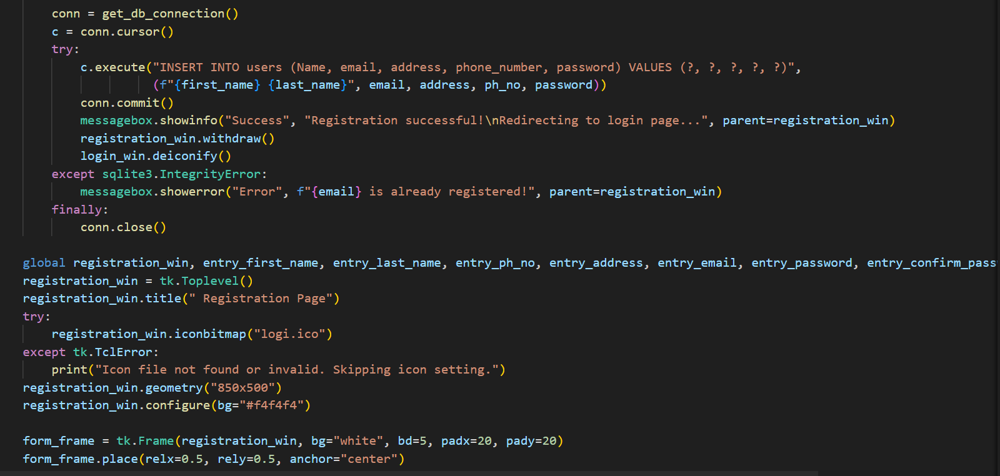 conn = get_db_connection()
c = conn.cursor()
try:
c.execute("INSERT INTO users (Name, email, address, phone_number, password) VALUES (?, ?, ?, ?, ?)",
(f"{first_name} {last_name}", email, address, ph_no, password))
conn.commit()
messagebox.showinfo("Success", "Registration successful!\nRedirecting to login page...", parent=registration_win)
registration_win.withdraw()
login_win.deiconify()
except sqlite3.IntegrityError:
messagebox.showerror("Error", f"{email} is already registered!", parent=registration_win)
finally:
conn.close()
global registration_win, entry_first_name, entry_last_name, entry_ph_no, entry_address, entry_email, entry_password, entry_confirm_pass
registration_win = tk.Toplevel()
registration_win.title(" Registration Page")
try:
registration_win.iconbitmap("logi.ico")
except tk.TclError:
print("Icon file not found or invalid. Skipping icon setting.")
registration_win.geometry("850x500")
registration_win.configure(bg="#f4f4f4")
form_frame = tk.Frame(registration_win, bg="white", bd=5, padx=20, pady=20)
form_frame.place(relx=0.5, rely=0.5, anchor="center")